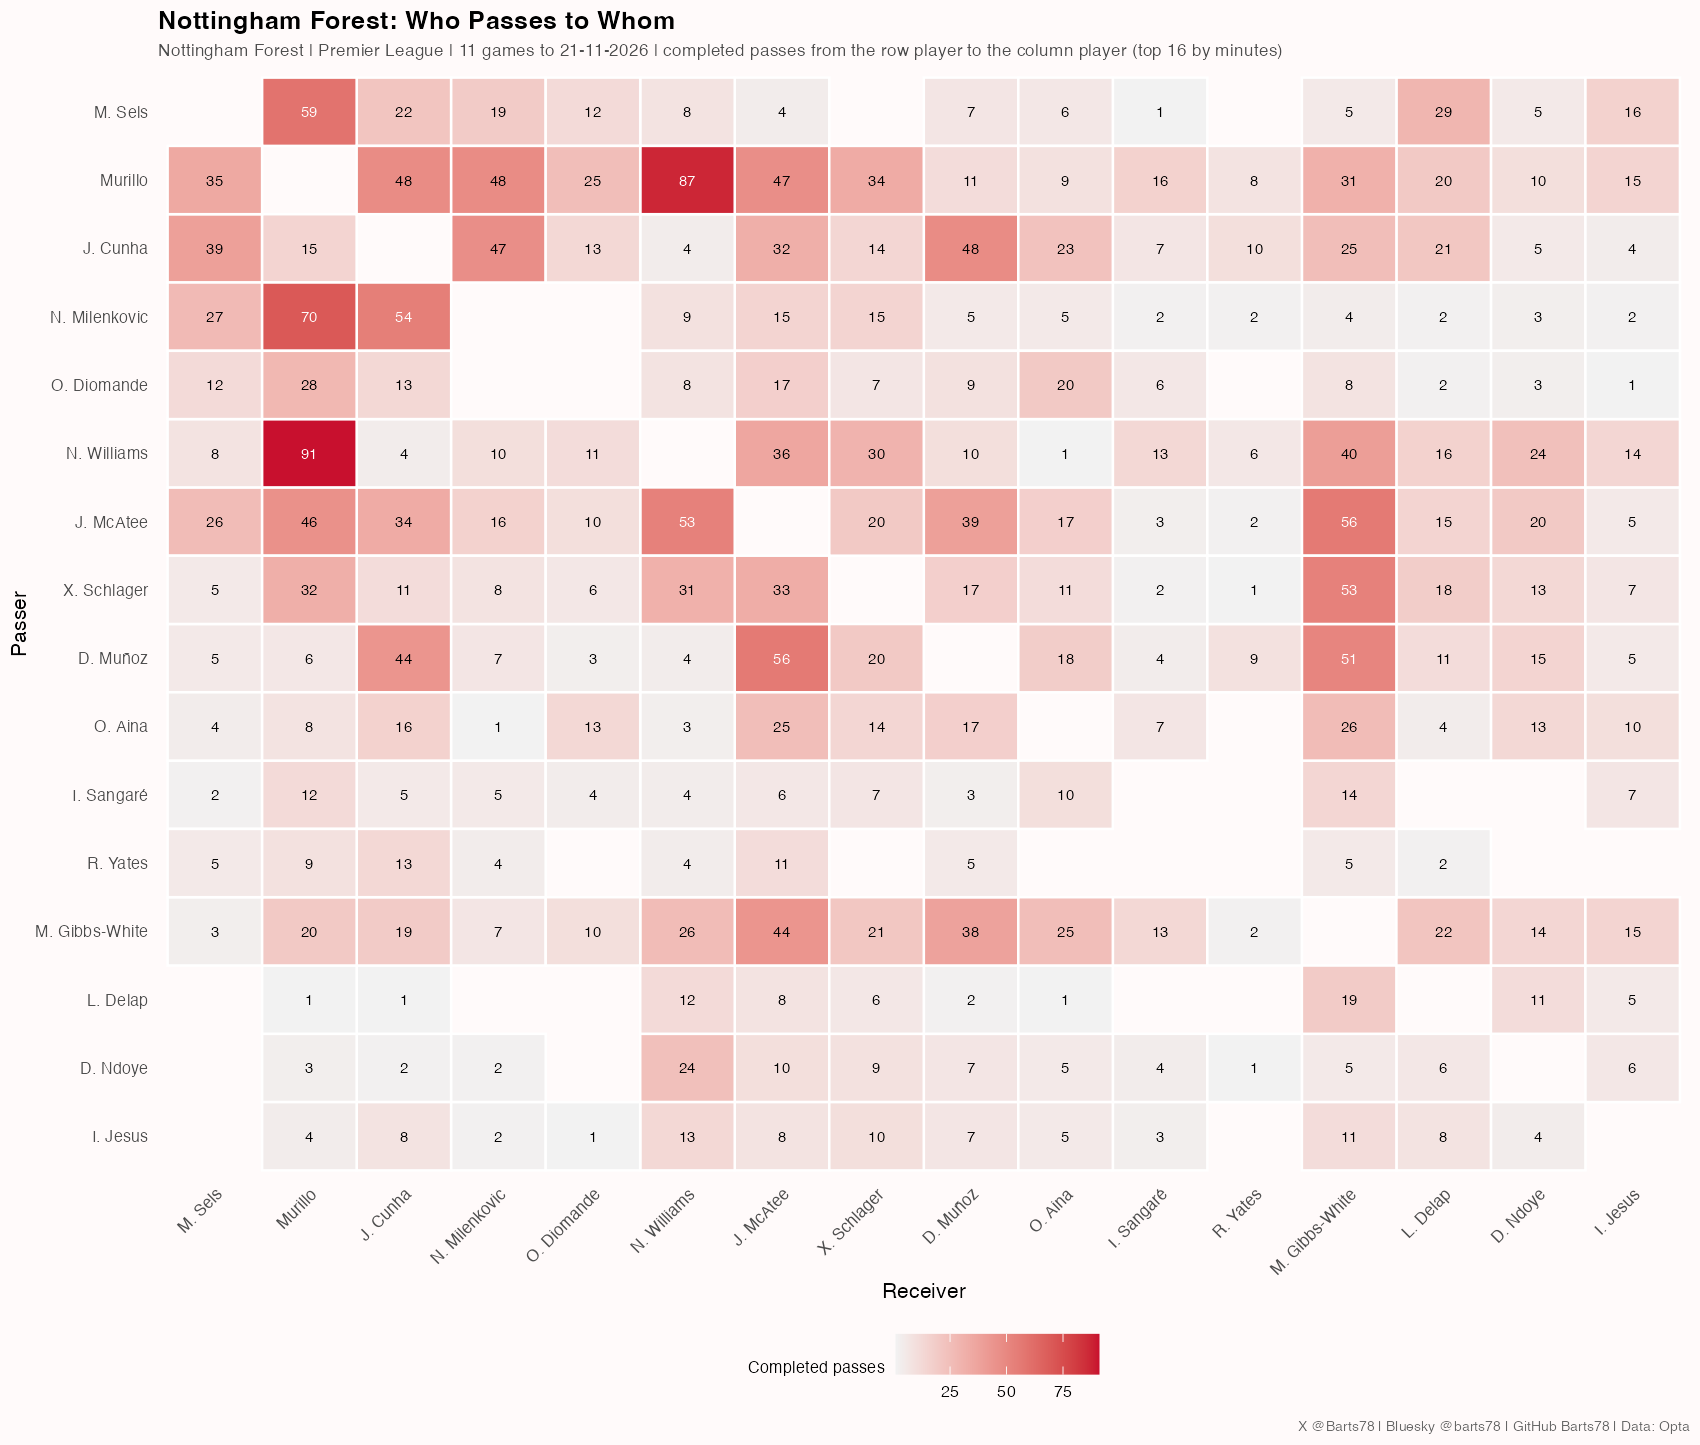 Nottingham Forest: Who Passes to Whom
Nottingham Forest | Premier League | 11 games to 21-11-2026 | completed passes from the row player to the column player (top 16 by minutes)
M. Sels 59 22 19 12 8 4 7 6 1 5 29 5 16
Murillo 35 48 48 25 87 47 34 11 9 16 8 31 20 10 15
J. Cunha 39 15 47 13 4 32 14 48 23 7 10 25 21 5 4
N. Milenkovic 27 70 54 9 15 15 5 5 2 2 4 2 3 2
O. Diomande 12 28 13 8 17 7 9 20 6 8 2 3 1
N. Williams 8 91 4 10 11 36 30 10 1 13 6 40 16 24 14
J. McAtee 26 46 34 16 10 53 20 39 17 3 2 56 15 20 5
X. Schlager 5 32 11 8 6 31 33 17 11 2 1 53 18 13 7
D. Muñoz 5 6 44 7 3 4 56 20 18 4 9 51 11 15 5
O. Aina 4 8 16 1 13 3 25 14 17 7 26 4 13 10
I. Sangaré 2 12 5 5 4 4 6 7 3 10 14 7
R. Yates 5 9 13 4 4 11 5 5 2
M. Gibbs-White 3 20 19 7 10 26 44 21 38 25 13 2 22 14 15
L. Delap 1 1 12 8 6 2 1 19 11 5
D. Ndoye 3 2 2 24 10 9 7 5 4 1 5 6 6
I. Jesus 4 8 2 1 13 8 10 7 5 3 11 8 4
Passer
M. Sels Murillo J. Cunha N. Milenkovic O. Diomande N. Williams J. McAtee X. Schlager D. Muñoz O. Aina I. Sangaré R. Yates M. Gibbs-White L. Delap D. Ndoye I. Jesus
Receiver
Completed passes
25 50 75
X @Barts78 | Bluesky @barts78 | GitHub Barts78 | Data: Opta